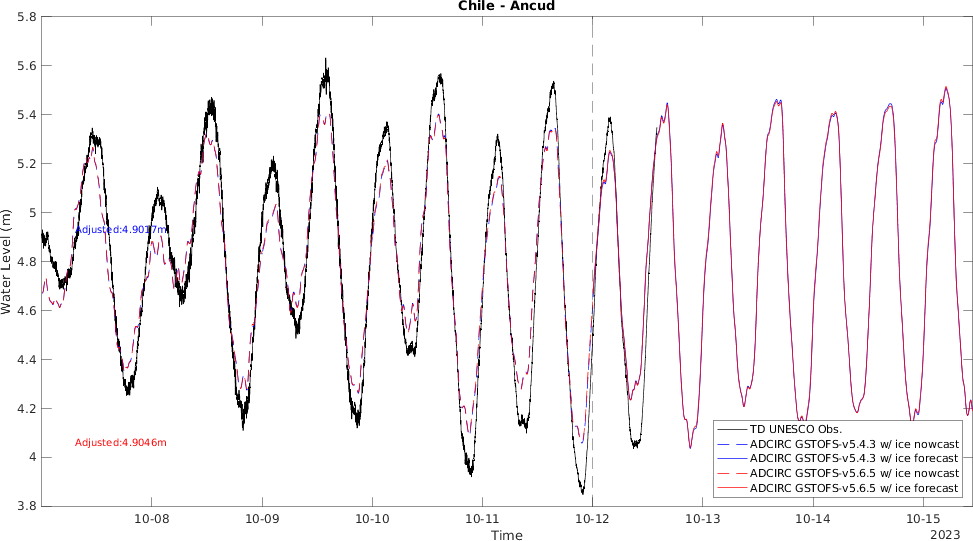 Chile - Ancud
5.8
5.6
5.4
5.2
5
4.8
4.6
4.4
4.2
4
3.8
Water Level (m)
Adjusted:4.9017m
Adjusted:4.9046m
TD UNESCO Obs.
ADCIRC GSTOFS-v5.4.3 w/ ice nowcast
ADCIRC GSTOFS-v5.4.3 w/ ice forecast
ADCIRC GSTOFS-v5.6.5 w/ ice nowcast
ADCIRC GSTOFS-v5.6.5 w/ ice forecast
10-08 10-09 10-10 10-11 10-12 10-13 10-14 10-15
Time
2023